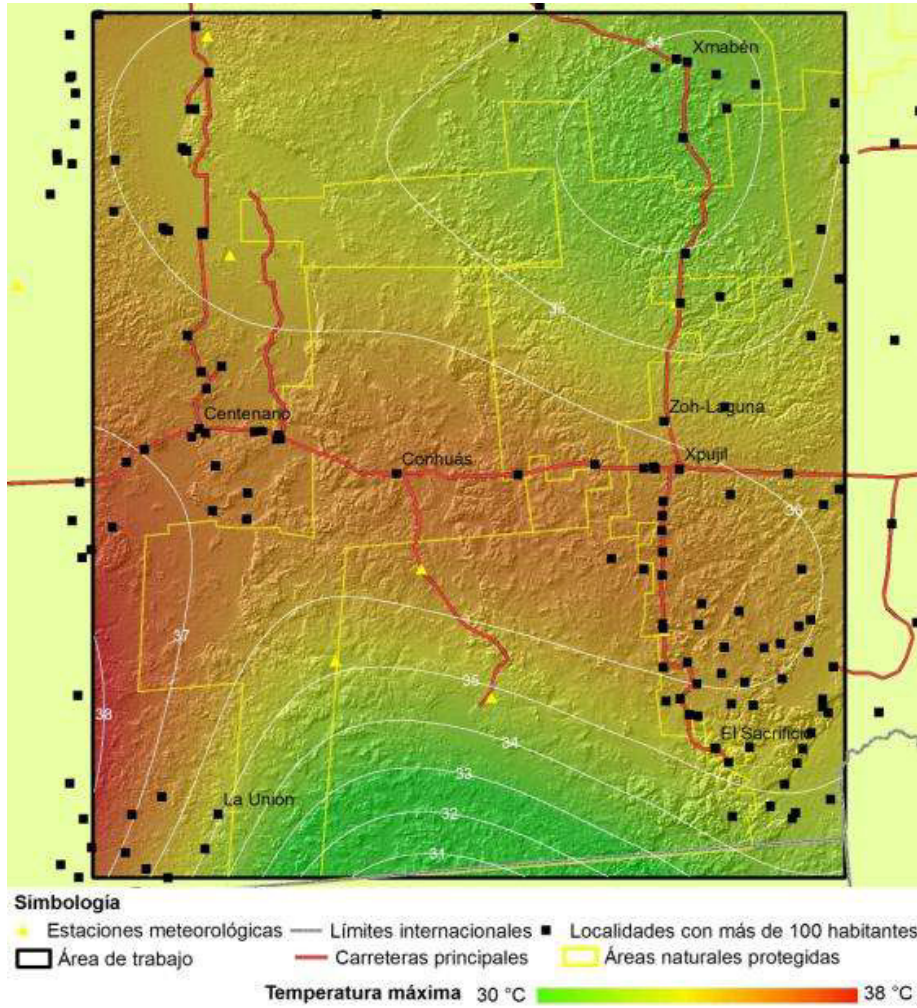 34
Xmabén
36
Zoh-Laguna
Centenario
Xpujil
Conhuás
36
37
35
38
34
El Sacrificio
33
La Unión
32
31
Simbología
Estaciones meteorológicas
Límites internacionales
Localidades con más de 100 habitantes
Área de trabajo
Carreteras principales
Áreas naturales protegidas
Temperatura máxima 30 °C 38 °C